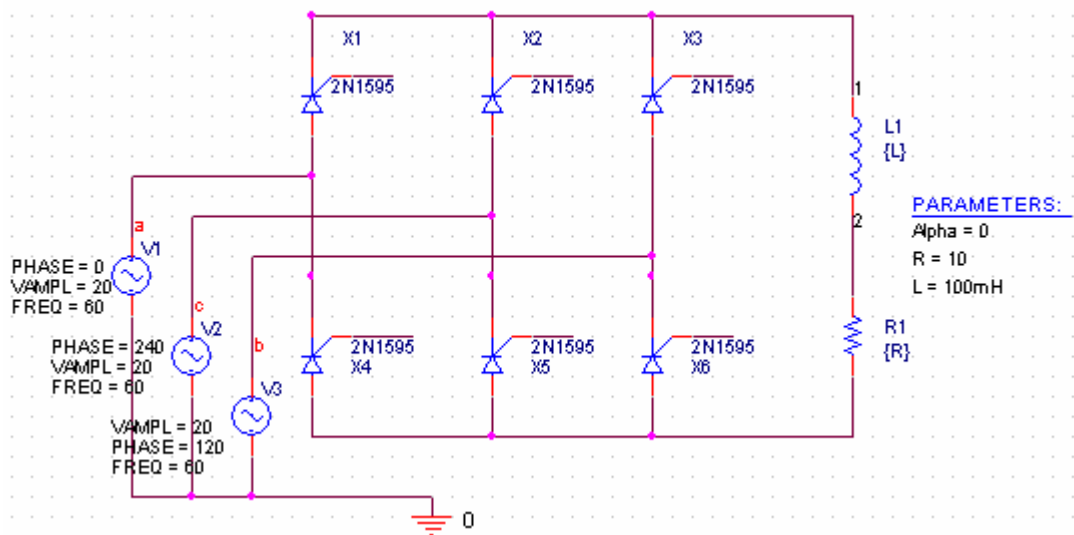 X1
X2
X3
2N1595
2N1595
2N1595
1
L1
{L}
PARAMETERS:
2
Alpha = 0
R = 10
L = 100mH
a
V1
PHASE = 0
VAMPL = 20
FREQ = 60
c
V2
PHASE = 240
VAMPL = 20
FREQ = 60
b
V3
VAMPL = 20
PHASE = 120
FREQ = 60
2N1595
X4
2N1595
X5
2N1595
X6
R1
{R}
0